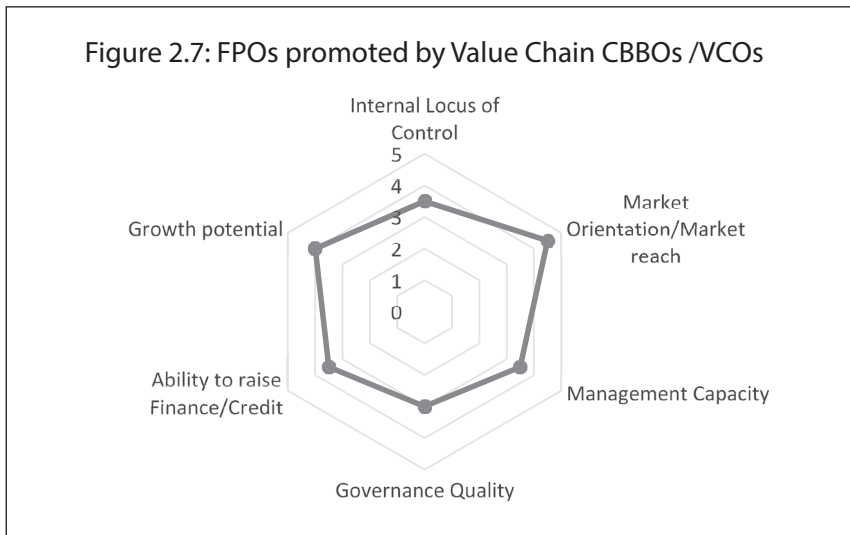 Figure 2.7: FPOs promoted by Value Chain CBBOs /VCOs
Internal Locus of
Control
5
4
3
2
1
0
Market
Orientation/Market
reach
Management Capacity
Governance Quality
Ability to raise
Finance/Credit
Growth potential